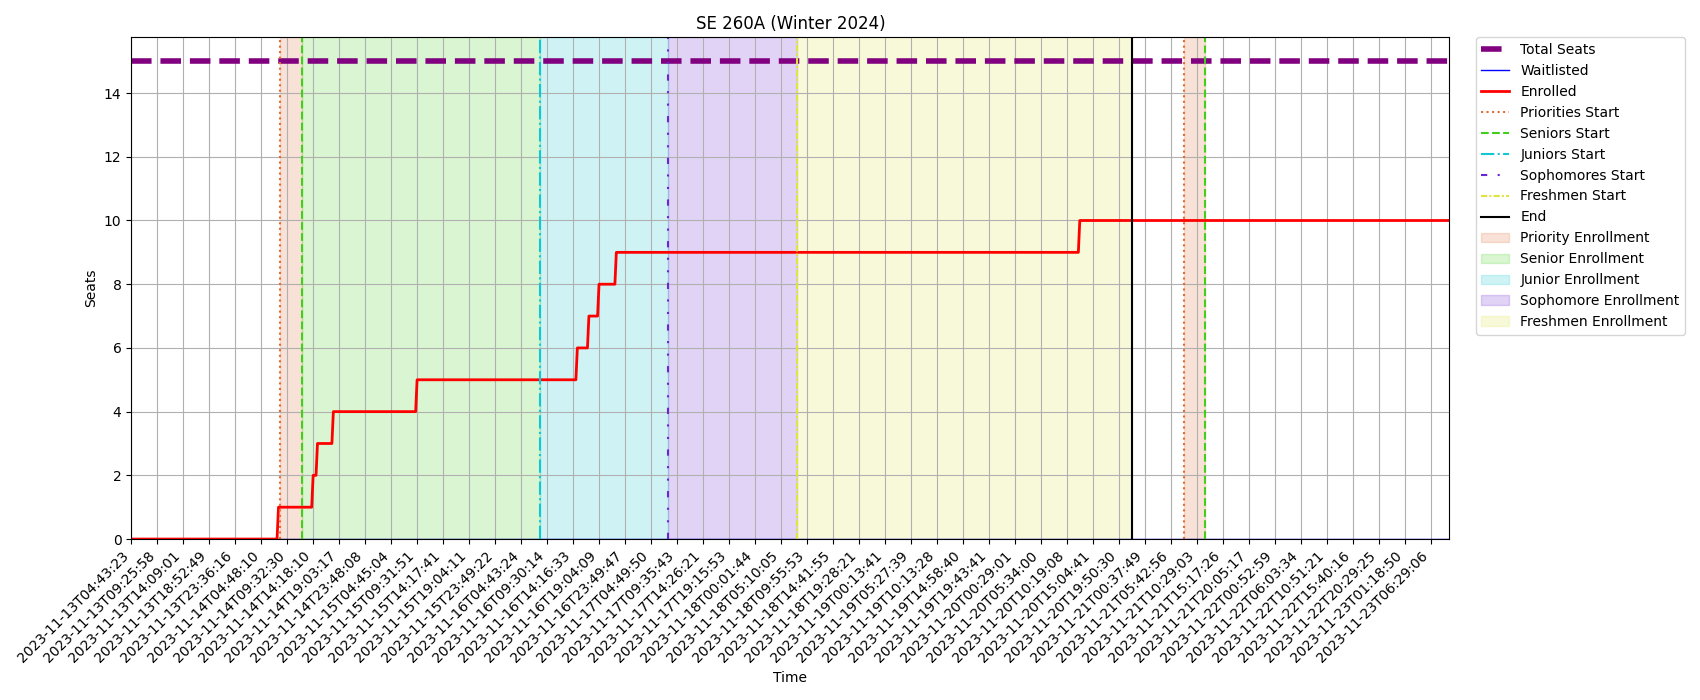 SE 260A (Winter 2024)
Seats
14
12
10
8
6
4
2
0
2023-11-13T04:43:23
2023-11-13T09:25:58
2023-11-13T14:09:01
2023-11-13T18:52:49
2023-11-13T23:36:16
2023-11-14T04:48:10
2023-11-14T09:32:30
2023-11-14T14:18:10
2023-11-14T19:03:17
2023-11-14T23:48:08
2023-11-15T04:45:04
2023-11-15T09:31:51
2023-11-15T14:17:41
2023-11-15T19:04:11
2023-11-15T23:49:22
2023-11-16T04:43:24
2023-11-16T09:30:14
2023-11-16T14:16:33
2023-11-16T19:04:09
2023-11-16T23:49:47
2023-11-17T04:49:50
2023-11-17T09:35:43
2023-11-17T14:26:21
2023-11-17T19:15:53
2023-11-18T00:01:44
2023-11-18T05:10:05
2023-11-18T09:55:53
2023-11-18T14:41:55
2023-11-18T19:28:21
2023-11-19T00:13:41
2023-11-19T05:27:39
2023-11-19T10:13:28
2023-11-19T14:58:40
2023-11-19T19:43:41
2023-11-20T00:29:01
2023-11-20T05:34:00
2023-11-20T10:19:08
2023-11-20T15:04:41
2023-11-20T19:50:30
2023-11-21T00:37:49
2023-11-21T05:42:56
2023-11-21T10:29:03
2023-11-21T15:17:26
2023-11-21T20:05:17
2023-11-22T00:52:59
2023-11-22T06:03:34
2023-11-22T10:51:21
2023-11-22T15:40:16
2023-11-22T20:29:25
2023-11-23T01:18:50
2023-11-23T06:29:06
Time
Total Seats
Waitlisted
Enrolled
Priorities Start
Seniors Start
Juniors Start
Sophomores Start
Freshmen Start
End
Priority Enrollment
Senior Enrollment
Junior Enrollment
Sophomore Enrollment
Freshmen Enrollment